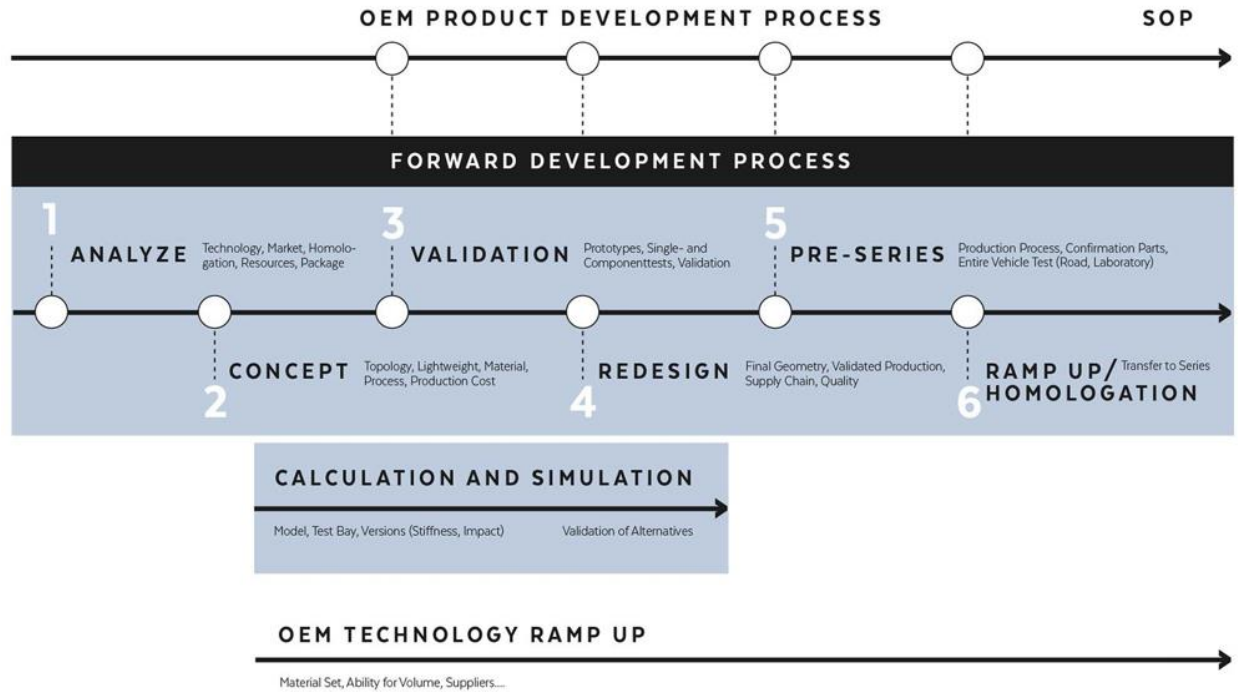 OEM PRODUCT DEVELOPMENT PROCESS
SOP
FORWARD DEVELOPMENT PROCESS
1
ANALYZE
Technology, Market, Homolo-
gation, Resources, Package
3
VALIDATION
Prototypes, Single- and
Componenttests, Validation
5
PRE-SERIES
Production Process, Confirmation Parts,
Entire Vehicle Test (Road, Laboratory)
2
CONCEPT
Topology, Lightweight, Material,
Process, Production Cost
4
REDESIGN
Final Geometry, Validated Production,
Supply Chain, Quality
6
RAMP UP/
HOMOLOGATION
Transfer to Series
CALCULATION AND SIMULATION
Model, Test Bay, Versions (Stiffness, Impact)
Validation of Alternatives
OEM TECHNOLOGY RAMP UP
Material Set, Ability for Volume, Suppliers....